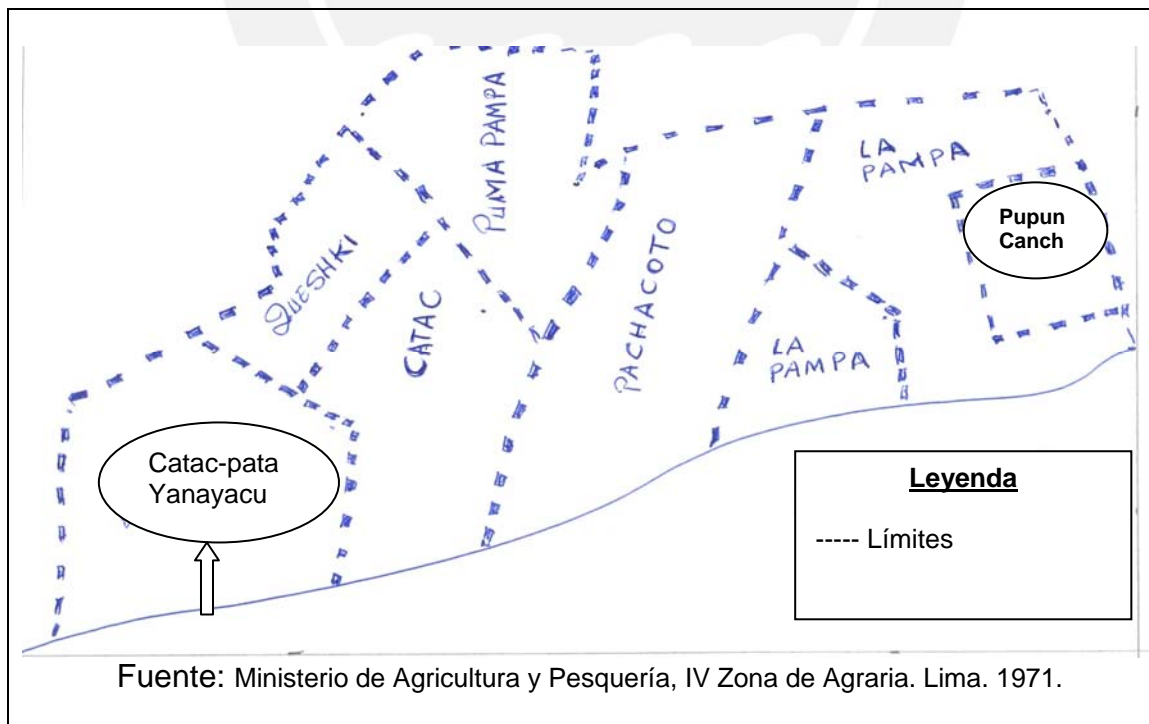 PUMA PAMPA
LA
PAMPA
Pupun
Canch
QUESHKI
CATAC
PACHACOTO
LA
PAMPA
Catac-pata
Yanayacu
Leyenda
----- Límites
Fuente: Ministerio de Agricultura y Pesquería, IV Zona de Agraria. Lima. 1971.